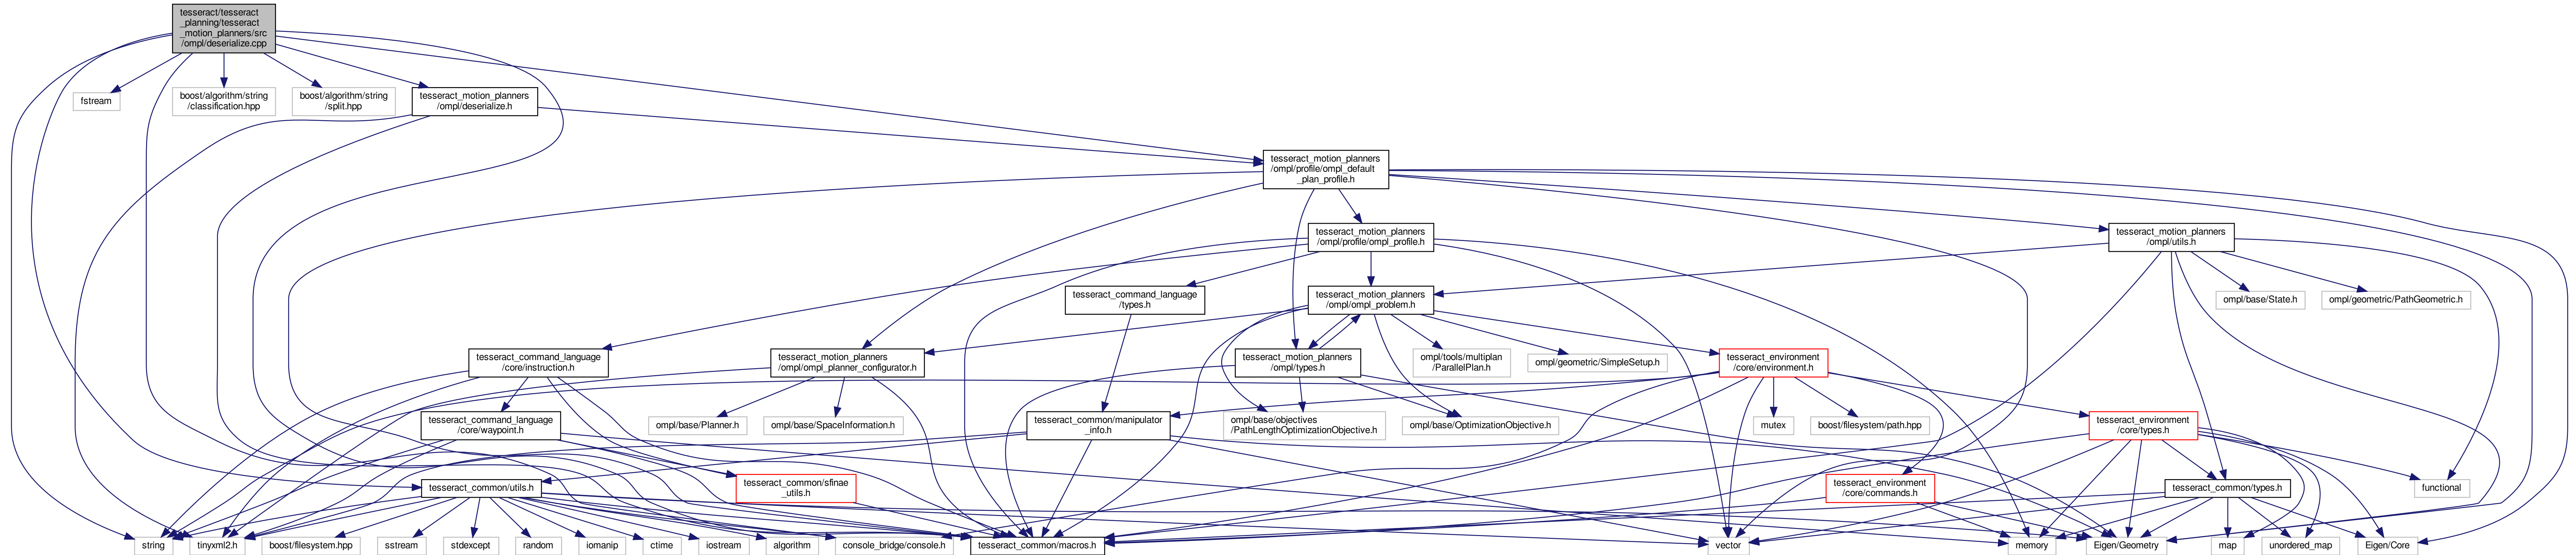 tesseract/tesseract
_planning/tesseract
_motion_planners/src
/ompl/deserialize.cpp
fstream
boost/algorithm/string
/classification.hpp
boost/algorithm/string
/split.hpp
tesseract_motion_planners
/ompl/deserialize.h
tesseract_motion_planners
/ompl/profile/ompl_default
_plan_profile.h
tesseract_motion_planners
/ompl/profile/ompl_profile.h
tesseract_motion_planners
/ompl/utils.h
tesseract_command_language
/types.h
tesseract_motion_planners
/ompl/ompl_problem.h
ompl/base/State.h
ompl/geometric/PathGeometric.h
tesseract_command_language
/core/instruction.h
tesseract_motion_planners
/ompl/ompl_planner_configurator.h
tesseract_motion_planners
/ompl/types.h
ompl/tools/multiplan
/ParallelPlan.h
ompl/geometric/SimpleSetup.h
tesseract_environment
/core/environment.h
tesseract_command_language
/core/waypoint.h
ompl/base/Planner.h
ompl/base/SpaceInformation.h
tesseract_common/manipulator
_info.h
ompl/base/objectives
/PathLengthOptimizationObjective.h
ompl/base/OptimizationObjective.h
mutex
boost/filesystem/path.hpp
tesseract_environment
/core/types.h
tesseract_common/utils.h
tesseract_common/sfinae
_utils.h
tesseract_environment
/core/commands.h
tesseract_common/types.h
functional
string
tinyxml2.h
boost/filesystem.hpp
sstream
stdexcept
random
iomanip
ctime
iostream
algorithm
console_bridge/console.h
tesseract_common/macros.h
vector
memory
Eigen/Geometry
map
unordered_map
Eigen/Core